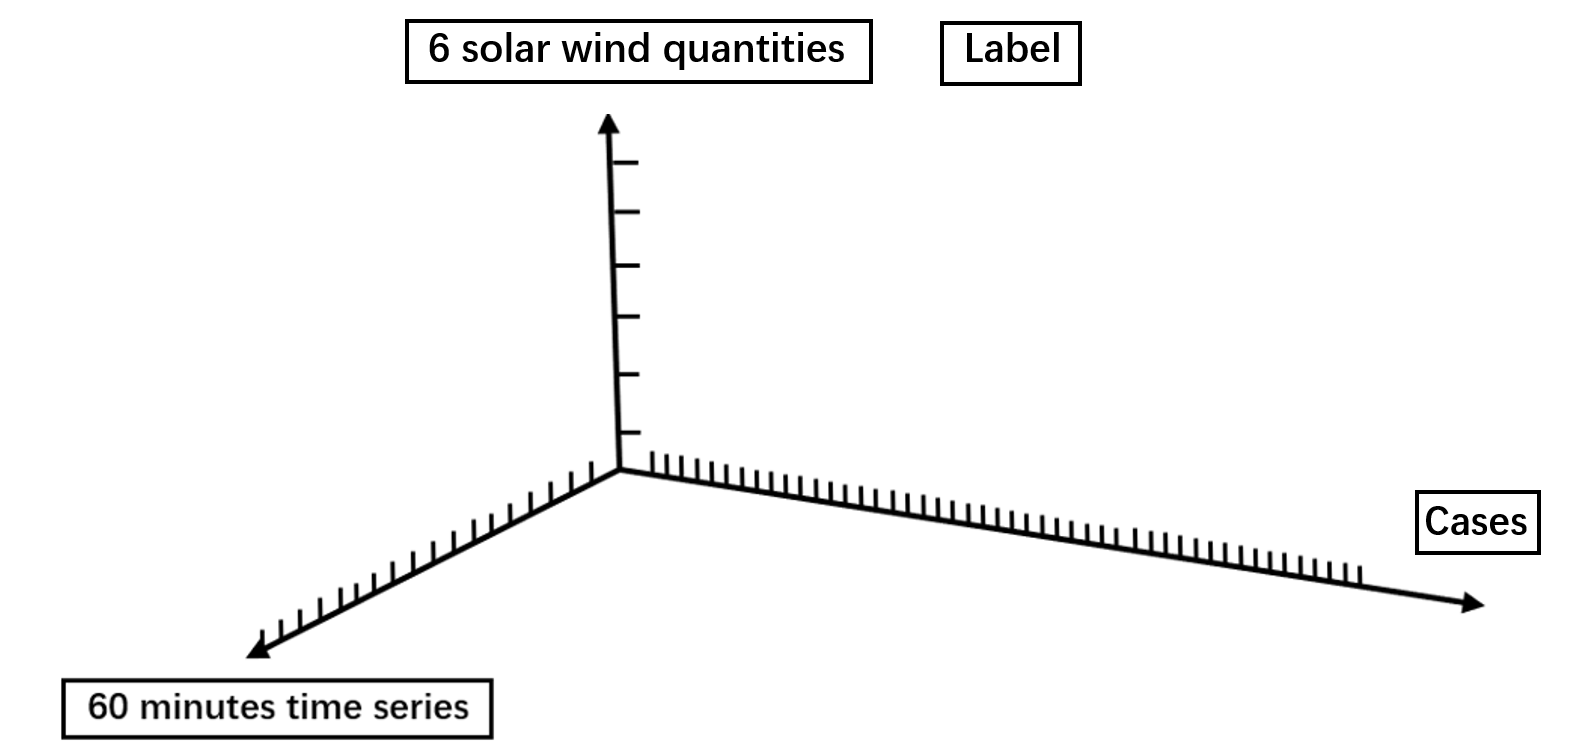 6 solar wind quantities
Label
Cases
60 minutes time series